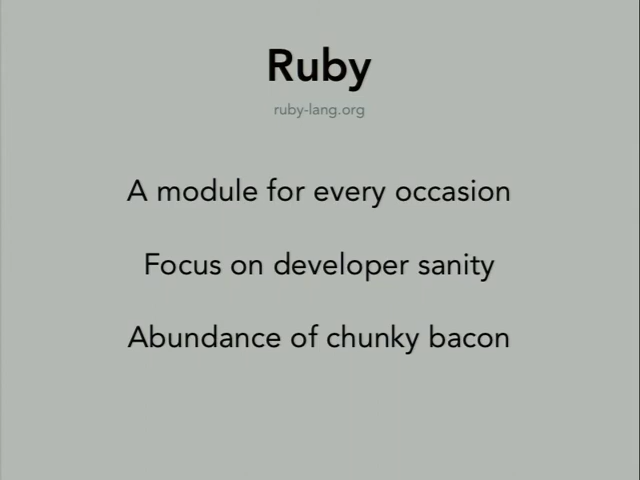 Ruby
ruby-lang.org
A module for every occasion
Focus on developer sanity
Abundance of chunky bacon